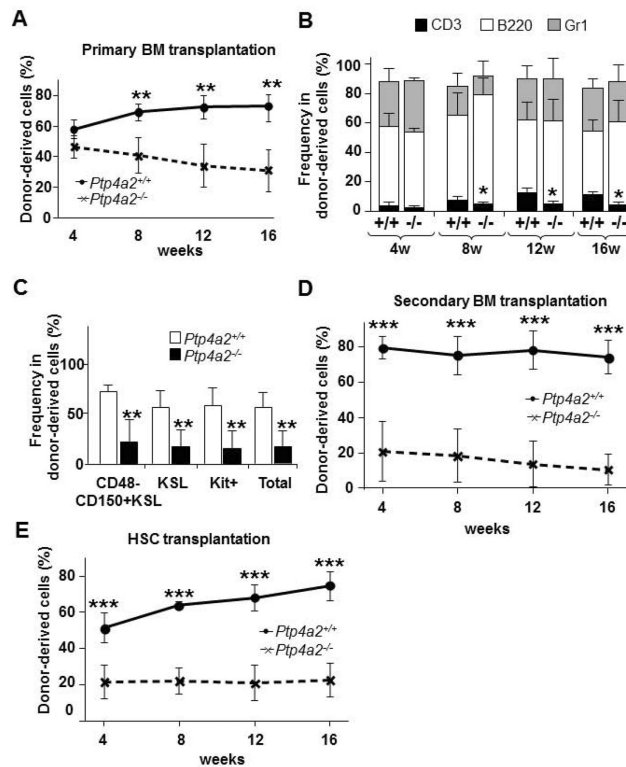 A
Primary BM transplantation
Donor-derived cells (%)
80
60
40
20
0
**
**
**
Ptp4a2+/+
Ptp4a2-/-
4 8 12 16
weeks
B
CD3 B220 Gr1
Frequency in
donor-derived cells (%)
100
80
60
40
20
0
*
*
*
+/+ -/- +/+ -/- +/+ -/- +/+ -/-
4w 8w 12w 16w
C
Ptp4a2+/+
Ptp4a2-/-
Frequency in
donor-derived cells (%)
100
50
0
** ** ** **
CD48- KSL Kit+ Total
CD150+KSL
D
Secondary BM transplantation
Donor-derived cells (%)
80
60
40
20
0
*** *** *** ***
Ptp4a2+/+
Ptp4a2-/-
4 8 12 16
weeks
E
HSC transplantation
Donor-derived cells (%)
80
60
40
20
0
*** *** *** ***
Ptp4a2+/+
Ptp4a2-/-
4 8 12 16
weeks